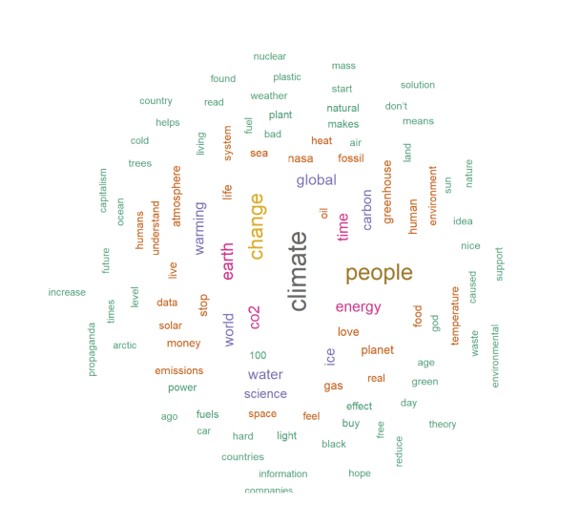 nuclear
mass
found
plastic
solution
start
weather
country
read
natural
don't
plant
means
helps
makes
fuel
bad
cold
living
system
heat
air
land
sea
nasa
fossil
trees
global
capitalism
atmosphere
life
greenhouse
environment
sun
nature
ocean
humans
understand
warming
change
oil
time
carbon
human
idea
earth
climate
nice
future
live
people
support
increase
caused
times
level
data
stop
energy
temperature
world
co2
food
god
solar
love
propaganda
arctic
money
100
ice
planet
waste
environmental
emissions
water
age
power
gas
real
green
science
effect
day
ago
fuels
space
feel
buy
free
theory
car
hard
light
black
reduce
countries
information
hope
companies